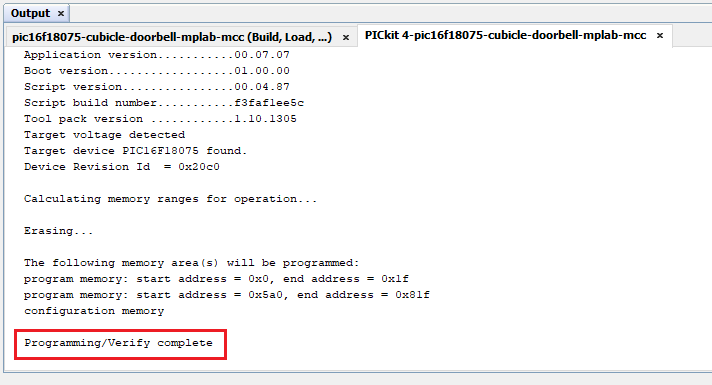 Output ×
pic16f18075-cubicle-doorbell-mplab-mcc (Build, Load, ...) × PICkit 4-pic16f18075-cubicle-doorbell-mplab-mcc ×
Application version...........00.07.07
Boot version..................01.00.00
Script version................00.04.87
Script build number...........f3faf1ee5c
Tool pack version ............1.10.1305
Target voltage detected
Target device PIC16F18075 found.
Device Revision Id  = 0x20c0
Calculating memory ranges for operation...
Erasing...
The following memory area(s) will be programmed:
program memory: start address = 0x0, end address = 0x1f
program memory: start address = 0x5a0, end address = 0x81f
configuration memory
Programming/Verify complete